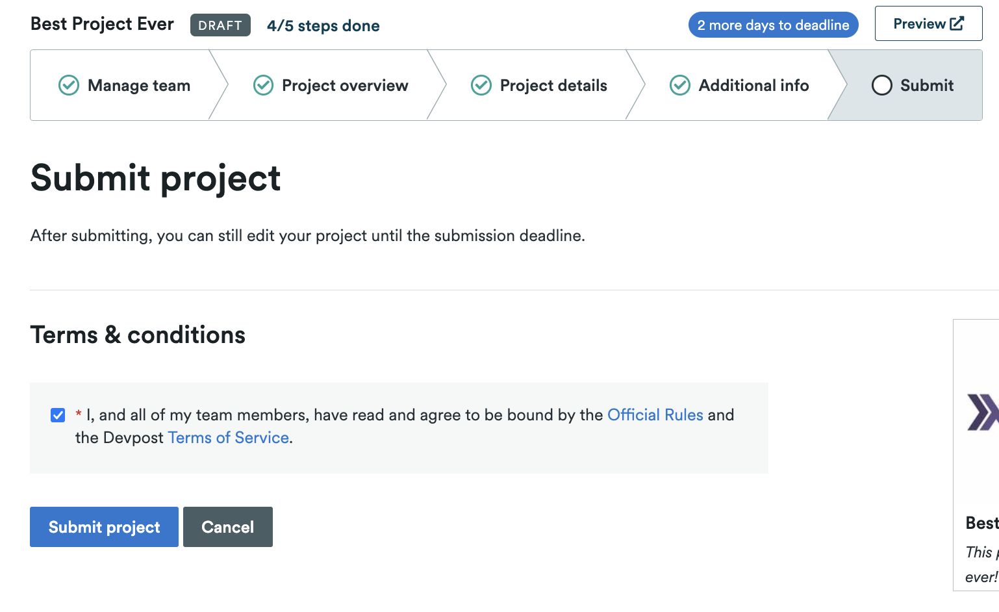 Best Project Ever DRAFT 4/5 steps done 2 more days to deadline Preview
Manage team Project overview Project details Additional info Submit
Submit project
After submitting, you can still edit your project until the submission deadline.
Terms & conditions
* I, and all of my team members, have read and agree to be bound by the Official Rules and
the Devpost Terms of Service.
Submit project Cancel
Best
This
ever!